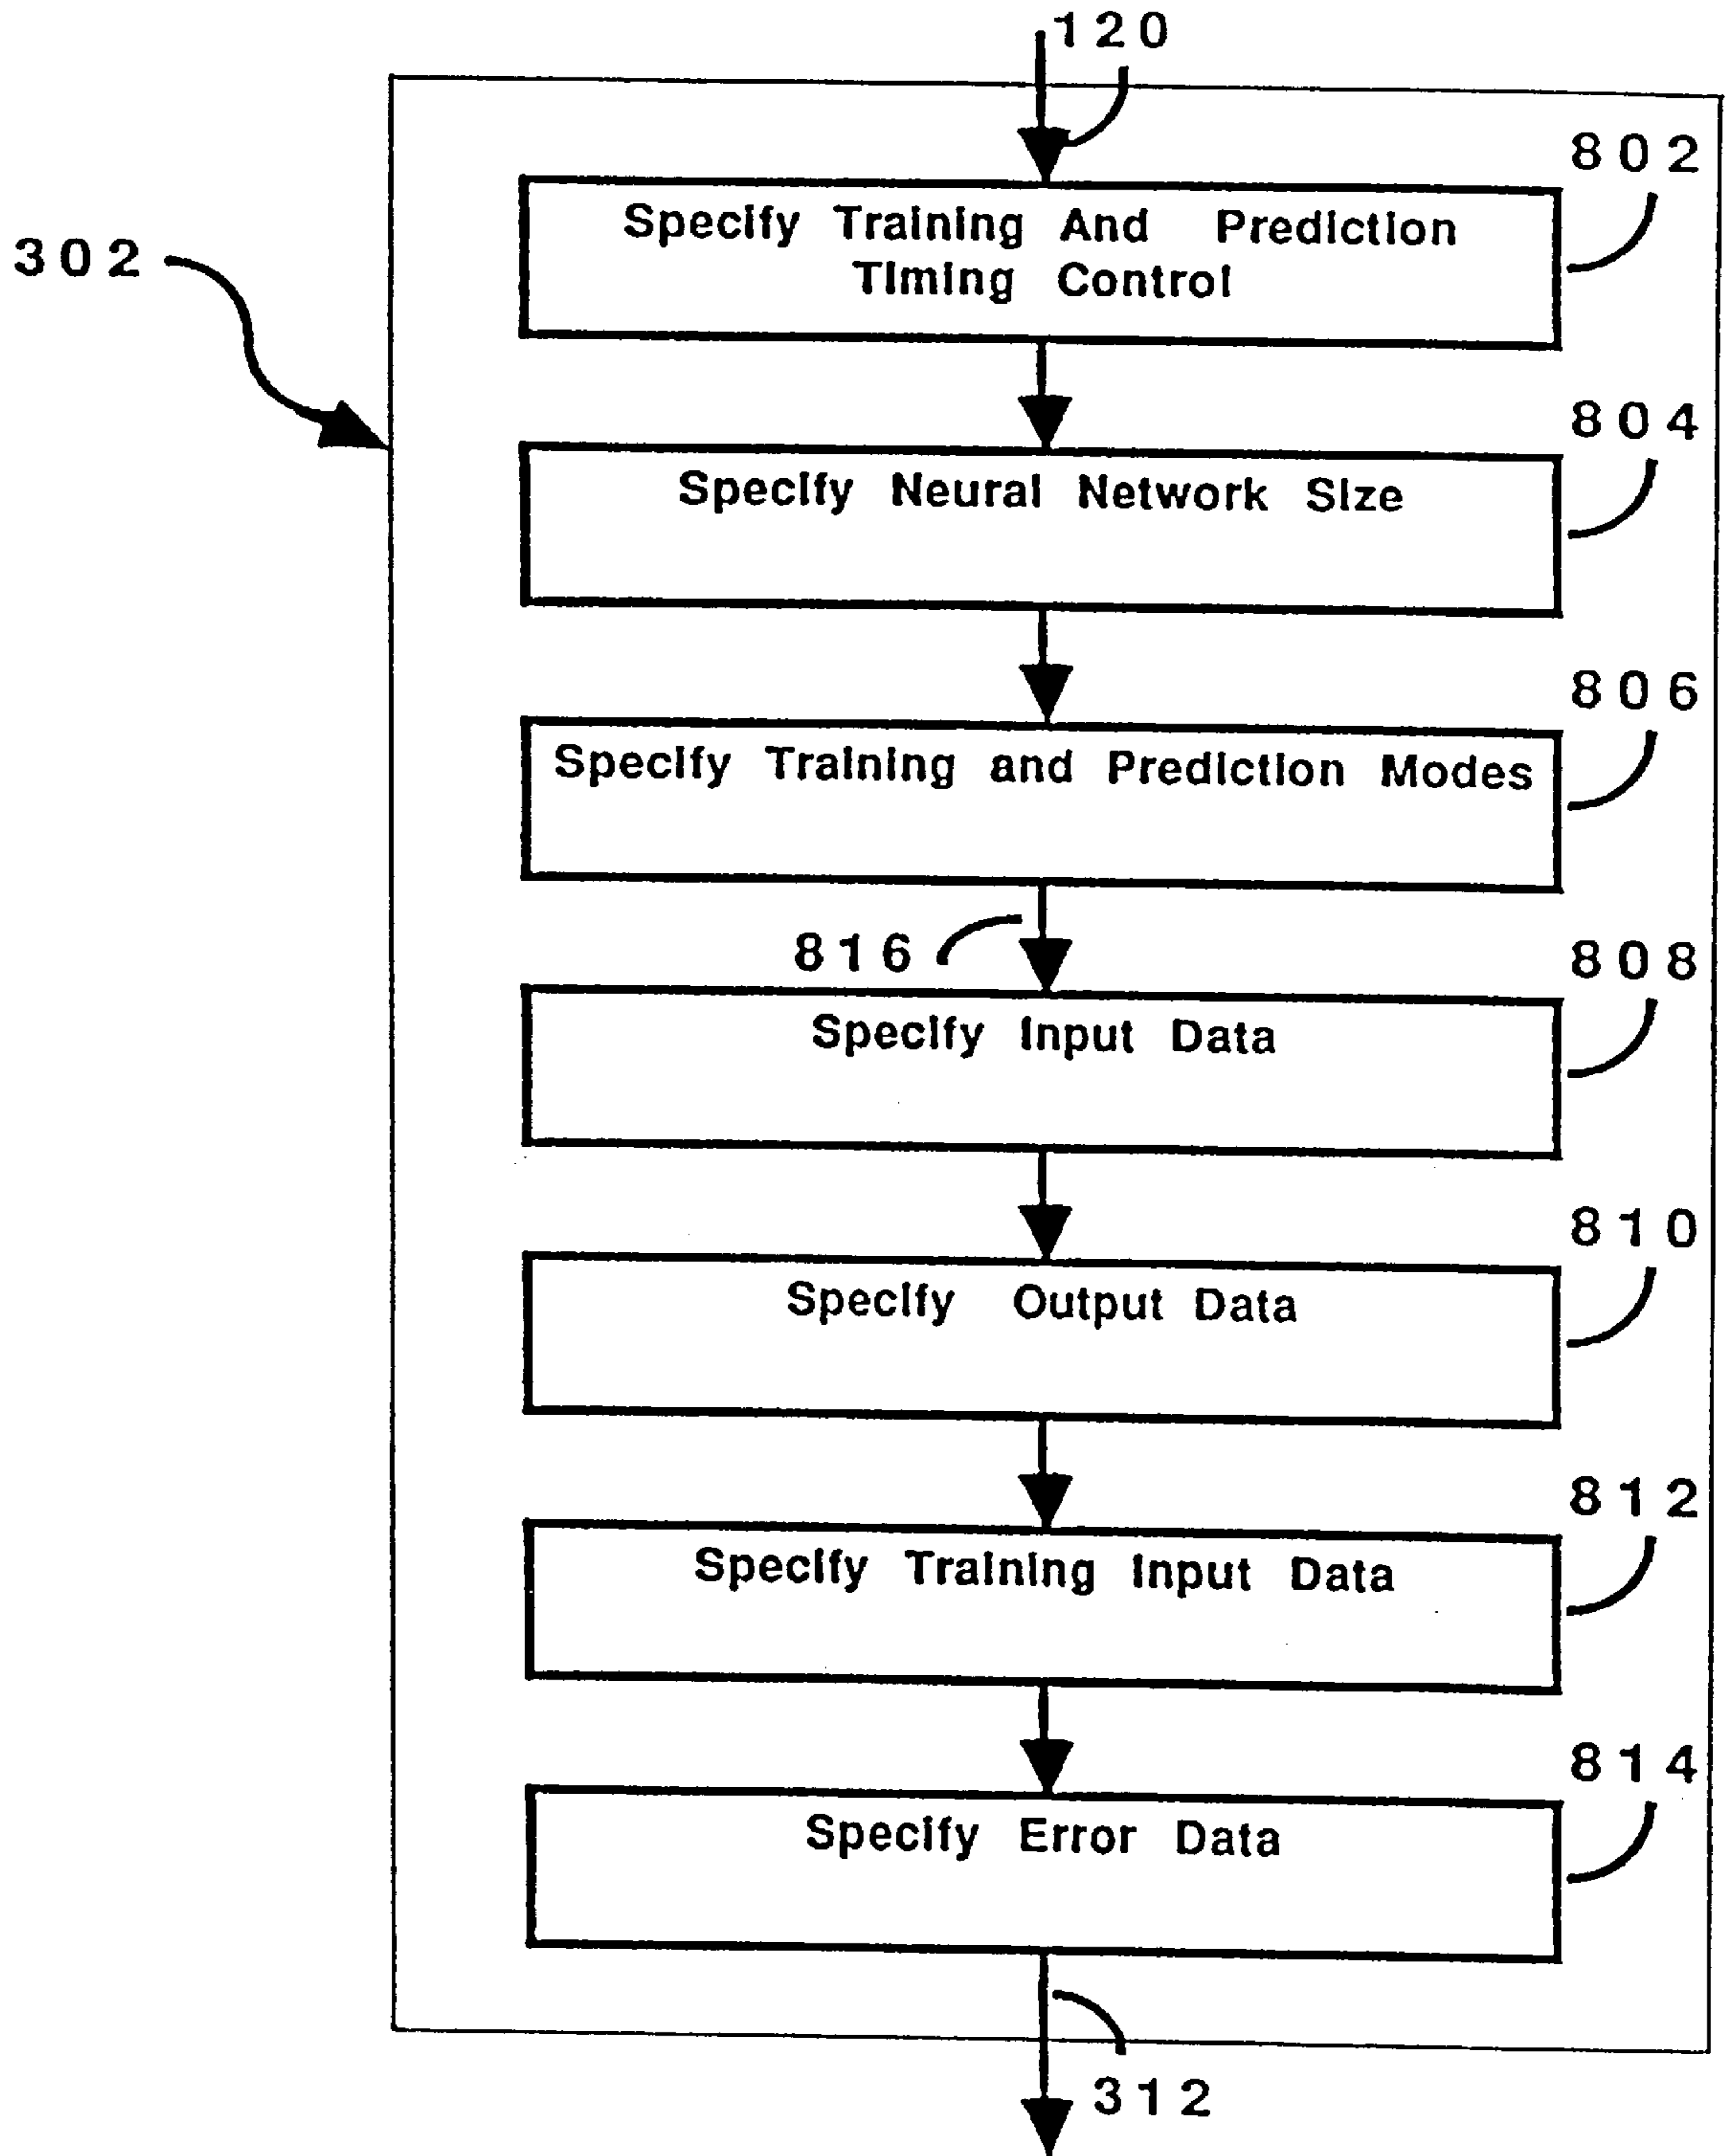 120
802
Specify Training And Prediction
Timing Control
302
804
Specify Neural Network Size
806
Specify Training and Prediction Modes
816
808
Specify Input Data
810
Specify Output Data
812
Specify Training Input Data
814
Specify Error Data
312